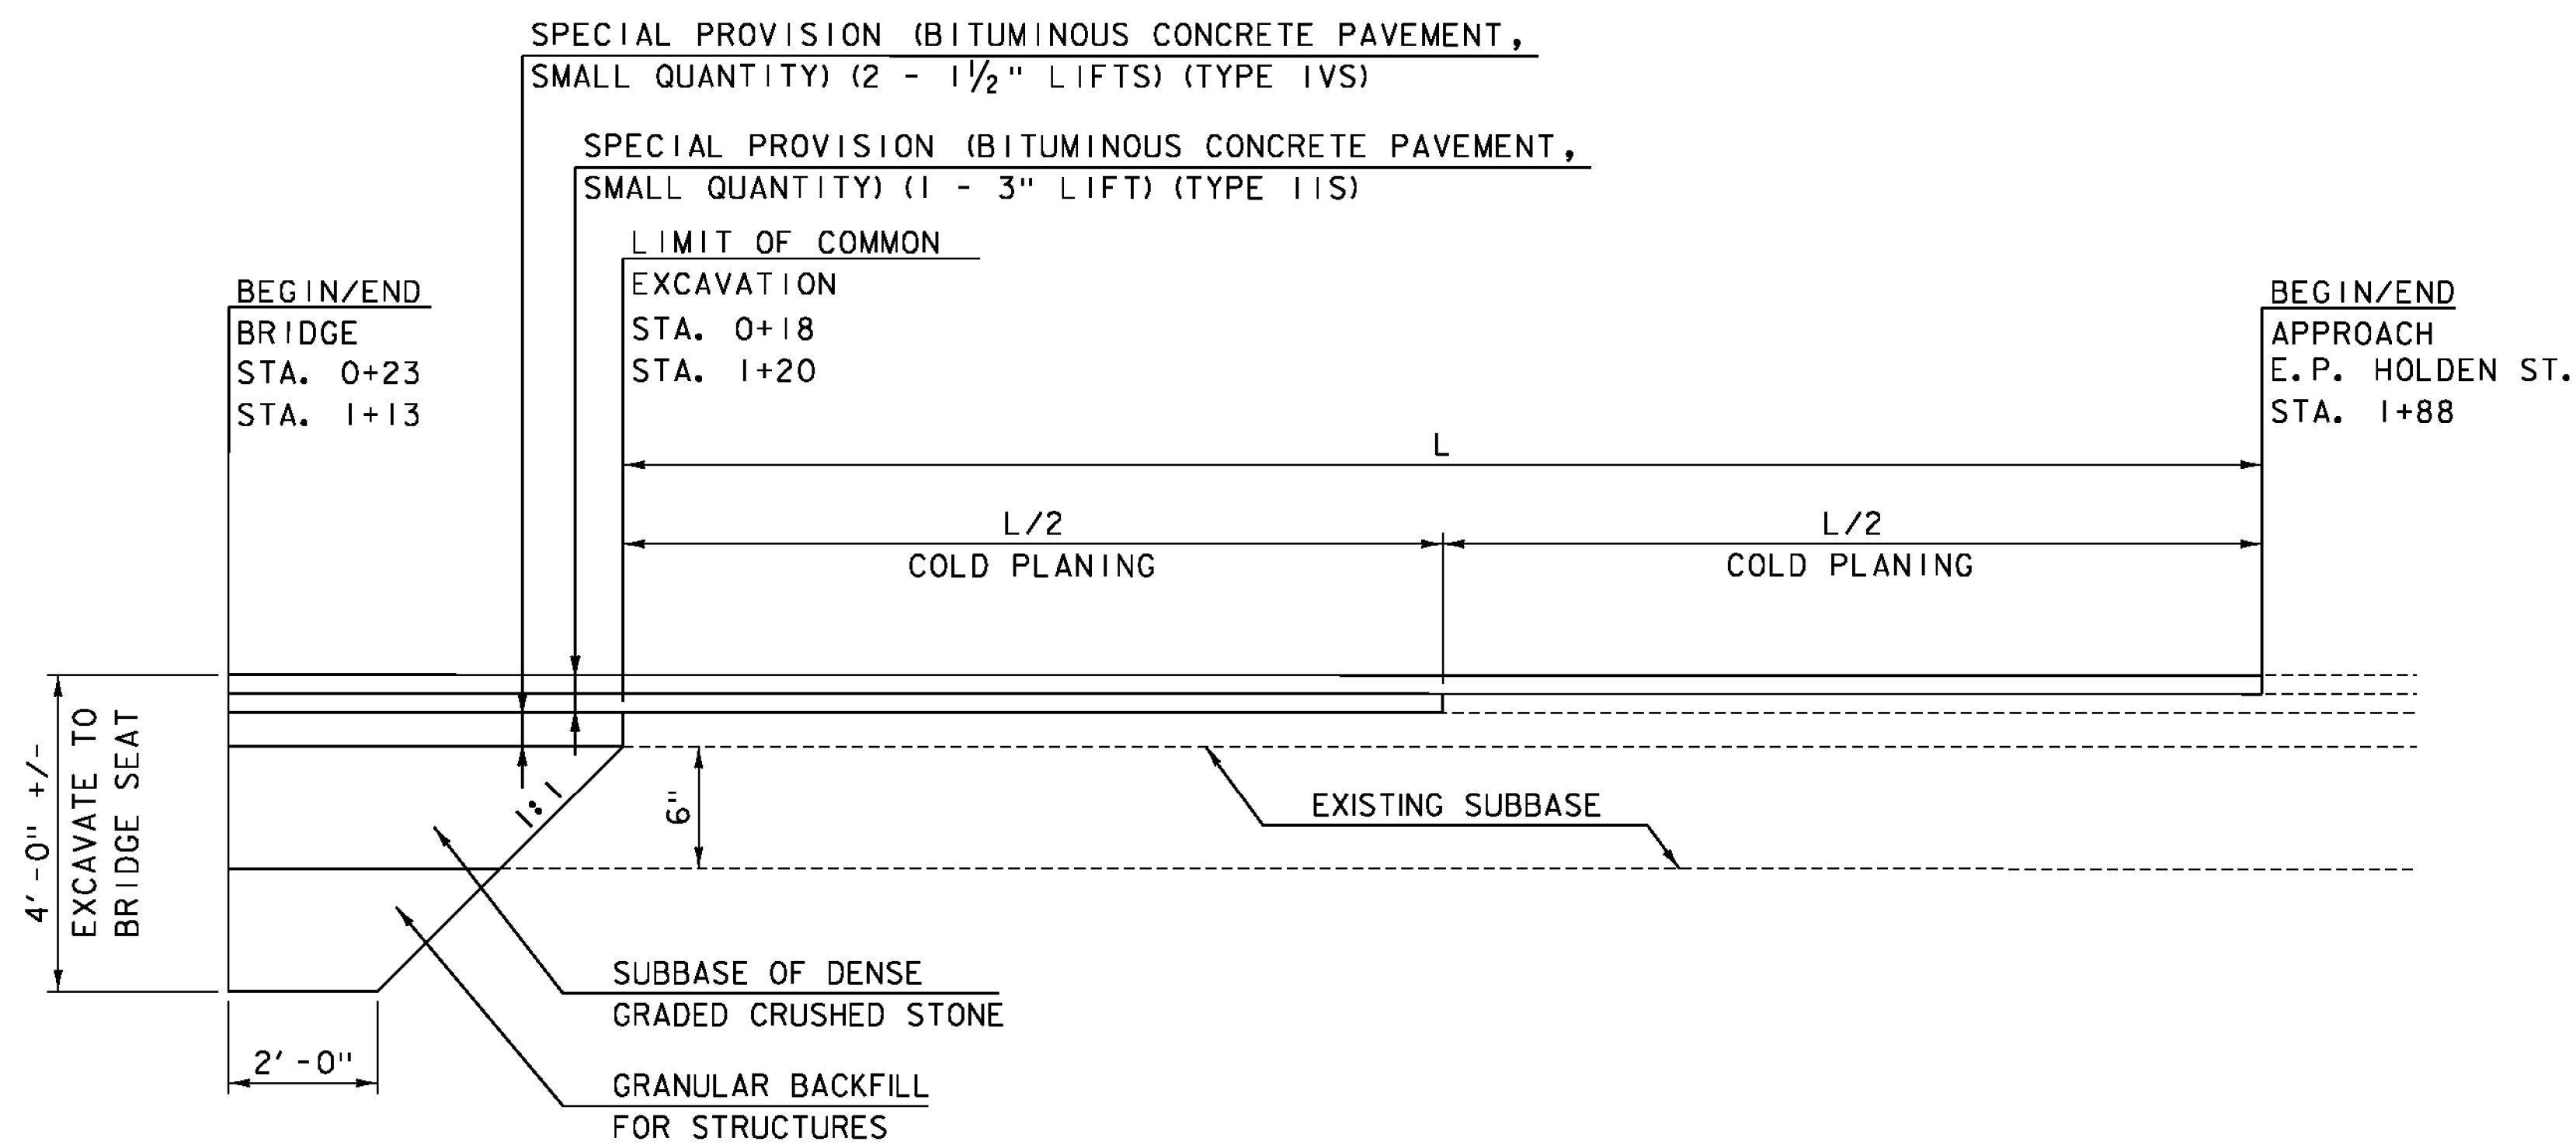 SPECIAL PROVISION (BITUMINOUS CONCRETE PAVEMENT,
SMALL QUANTITY) (2 - 1½" LIFTS) (TYPE IVS)
SPECIAL PROVISION (BITUMINOUS CONCRETE PAVEMENT,
SMALL QUANTITY) (1 - 3" LIFT) (TYPE IIS)
LIMIT OF COMMON
EXCAVATION
STA. 0+18
STA. 1+20
BEGIN/END
BRIDGE
STA. 0+23
STA. 1+13
BEGIN/END
APPROACH
E.P. HOLDEN ST.
STA. 1+88
L
L/2
COLD PLANING
L/2
COLD PLANING
4'-0" +/-
EXCAVATE TO
BRIDGE SEAT
1:1
6"
EXISTING SUBBASE
SUBBASE OF DENSE
GRADED CRUSHED STONE
2'-0"
GRANULAR BACKFILL
FOR STRUCTURES